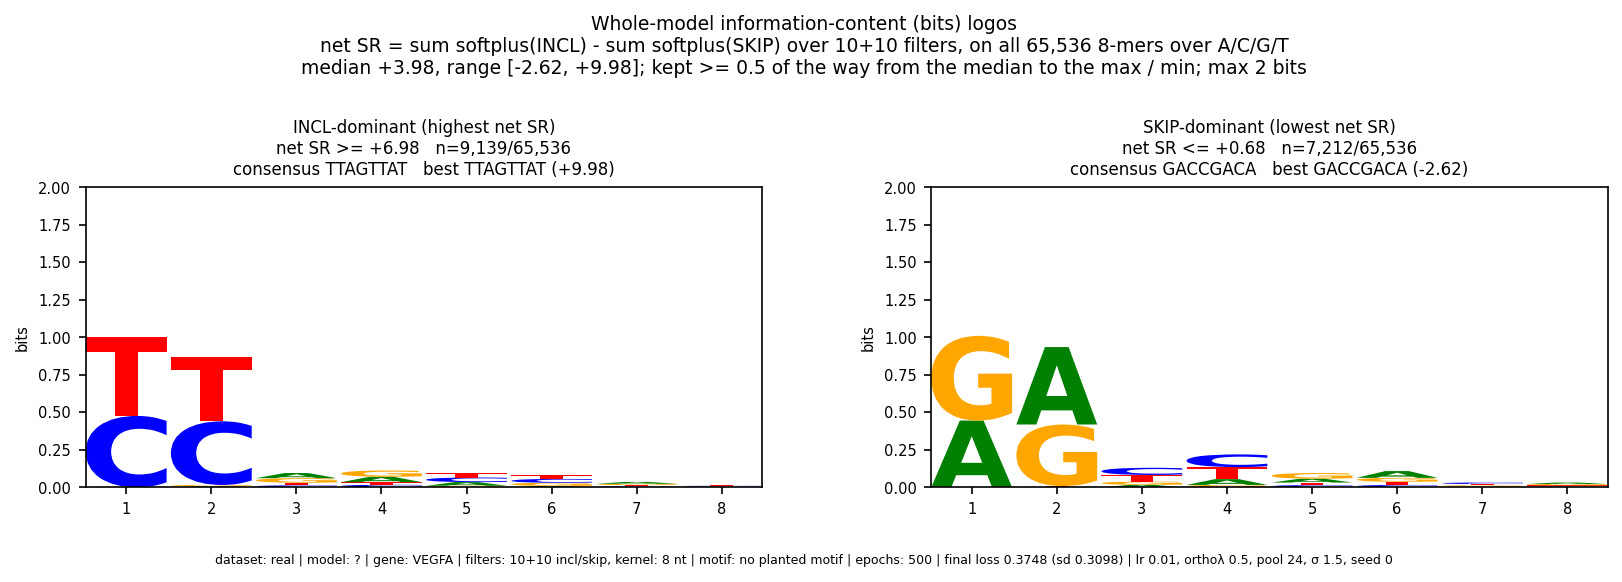 Whole-model information-content (bits) logos
net SR = sum softplus(INCL) - sum softplus(SKIP) over 10+10 filters, on all 65,536 8-mers over A/C/G/T
median +3.98, range [-2.62, +9.98]; kept >= 0.5 of the way from the median to the max / min; max 2 bits
INCL-dominant (highest net SR)
net SR >= +6.98   n=9,139/65,536
consensus TTAGTTAT   best TTAGTTAT (+9.98)
2.00
1.75
1.50
1.25
1.00
0.75
0.50
0.25
0.00
bits
T
C
T
C
1 2 3 4 5 6 7 8
SKIP-dominant (lowest net SR)
net SR <= +0.68   n=7,212/65,536
consensus GACCGACA   best GACCGACA (-2.62)
2.00
1.75
1.50
1.25
1.00
0.75
0.50
0.25
0.00
bits
G
A
A
G
1 2 3 4 5 6 7 8
dataset: real | model: ? | gene: VEGFA | filters: 10+10 incl/skip, kernel: 8 nt | motif: no planted motif | epochs: 500 | final loss 0.3748 (sd 0.3098) | lr 0.01, orthoλ 0.5, pool 24, σ 1.5, seed 0